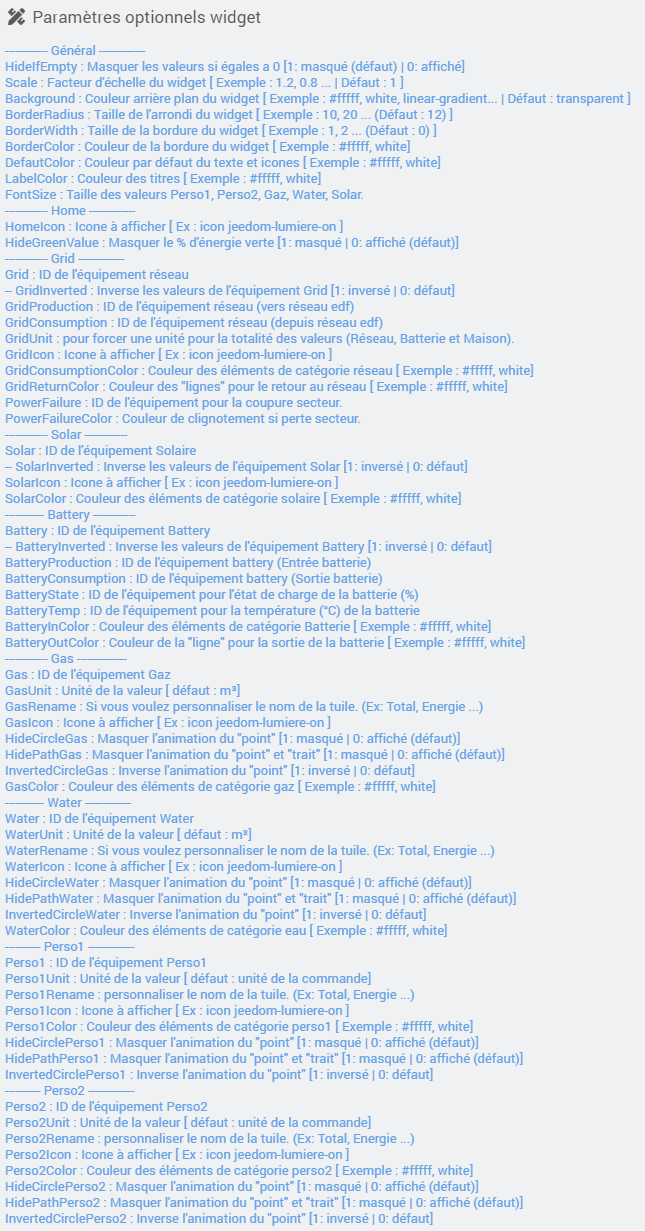 Paramètres optionnels widget
------------ Général -------------
HideIfEmpty : Masquer les valeurs si égales a 0 [1: masqué (défaut) | 0: affiché]
Scale : Facteur d'échelle du widget [ Exemple : 1.2, 0.8 ... | Défaut : 1 ]
Background : Couleur arrière plan du widget [ Exemple : #fffff, white, linear-gradient... | Défaut : transparent ]
BorderRadius : Taille de l'arrondi du widget [ Exemple : 10, 20 ... (Défaut : 12) ]
BorderWidth : Taille de la bordure du widget [ Exemple : 1, 2 ... (Défaut : 0) ]
BorderColor : Couleur de la bordure du widget [ Exemple : #fffff, white]
DefautColor : Couleur par défaut du texte et icones [ Exemple : #fffff, white]
LabelColor : Couleur des titres [ Exemple : #fffff, white]
FontSize : Taille des valeurs Perso1, Perso2, Gaz, Water, Solar.
------------ Home -------------
HomeIcon : Icone à afficher [ Ex : icon jeedom-lumiere-on ]
HideGreenValue : Masquer le % d'énergie verte [1: masqué | 0: affiché (défaut)]
------------ Grid -------------
Grid : ID de l'équipement réseau
-- GridInverted : Inverse les valeurs de l'équipement Grid [1: inversé | 0: défaut]
GridProduction : ID de l'équipement réseau (vers réseau edf)
GridConsumption : ID de l'équipement réseau (depuis réseau edf)
GridUnit : pour forcer une unité pour la totalité des valeurs (Réseau, Batterie et Maison).
GridIcon : Icone à afficher [ Ex : icon jeedom-lumiere-on ]
GridConsumptionColor : Couleur des éléments de catégorie réseau [ Exemple : #fffff, white]
GridReturnColor : Couleur des "lignes" pour le retour au réseau [ Exemple : #fffff, white]
PowerFailure : ID de l'équipement pour la coupure secteur.
PowerFailureColor : Couleur de clignotement si perte secteur.
------------ Solar ------------
Solar : ID de l'équipement Solaire
-- SolarInverted : Inverse les valeurs de l'équipement Solar [1: inversé | 0: défaut]
SolarIcon : Icone à afficher [ Ex : icon jeedom-lumiere-on ]
SolarColor : Couleur des éléments de catégorie solaire [ Exemple : #fffff, white]
----------- Battery ------------
Battery : ID de l'équipement Battery
-- BatteryInverted : Inverse les valeurs de l'équipement Battery [1: inversé | 0: défaut]
BatteryProduction : ID de l'équipement battery (Entrée batterie)
BatteryConsumption : ID de l'équipement battery (Sortie batterie)
BatteryState : ID de l'équipement pour l'état de charge de la batterie (%)
BatteryTemp : ID de l'équipement pour la température (°C) de la batterie
BatteryInColor : Couleur des éléments de catégorie Batterie [ Exemple : #fffff, white]
BatteryOutColor : Couleur de la "ligne" pour la sortie de la batterie [ Exemple : #fffff, white]
------------ Gas --------------
Gas : ID de l'équipement Gaz
GasUnit : Unité de la valeur [ défaut : m³]
GasRename : Si vous voulez personnaliser le nom de la tuile. (Ex: Total, Energie ...)
GasIcon : Icone à afficher [ Ex : icon jeedom-lumiere-on ]
HideCircleGas : Masquer l'animation du "point" [1: masqué | 0: affiché (défaut)]
HidePathGas : Masquer l'animation du "point" et "trait" [1: masqué | 0: affiché (défaut)]
InvertedCircleGas : Inverse l'animation du "point" [1: inversé | 0: défaut]
GasColor : Couleur des éléments de catégorie gaz [ Exemple : #fffff, white]
----------- Water -------------
Water : ID de l'équipement Water
WaterUnit : Unité de la valeur [ défaut : m³]
WaterRename : Si vous voulez personnaliser le nom de la tuile. (Ex: Total, Energie ...)
WaterIcon : Icone à afficher [ Ex : icon jeedom-lumiere-on ]
HideCircleWater : Masquer l'animation du "point" [1: masqué | 0: affiché (défaut)]
HidePathWater : Masquer l'animation du "point" et "trait" [1: masqué | 0: affiché (défaut)]
InvertedCircleWater : Inverse l'animation du "point" [1: inversé | 0: défaut]
WaterColor : Couleur des éléments de catégorie eau [ Exemple : #fffff, white]
---------- Perso1 -------------
Perso1 : ID de l'équipement Perso1
Perso1Unit : Unité de la valeur [ défaut : unité de la commande]
Perso1Rename : personnaliser le nom de la tuile. (Ex: Total, Energie ...)
Perso1Icon : Icone à afficher [ Ex : icon jeedom-lumiere-on ]
Perso1Color : Couleur des éléments de catégorie perso1 [ Exemple : #fffff, white]
HideCirclePerso1 : Masquer l'animation du "point" [1: masqué | 0: affiché (défaut)]
HidePathPerso1 : Masquer l'animation du "point" et "trait" [1: masqué | 0: affiché (défaut)]
InvertedCirclePerso1 : Inverse l'animation du "point" [1: inversé | 0: défaut]
---------- Perso2 -------------
Perso2 : ID de l'équipement Perso2
Perso2Unit : Unité de la valeur [ défaut : unité de la commande]
Perso2Rename : personnaliser le nom de la tuile. (Ex: Total, Energie ...)
Perso2Icon : Icone à afficher [ Ex : icon jeedom-lumiere-on ]
Perso2Color : Couleur des éléments de catégorie perso2 [ Exemple : #fffff, white]
HideCirclePerso2 : Masquer l'animation du "point" [1: masqué | 0: affiché (défaut)]
HidePathPerso2 : Masquer l'animation du "point" et "trait" [1: masqué | 0: affiché (défaut)]
InvertedCirclePerso2 : Inverse l'animation du "point" [1: inversé | 0: défaut]